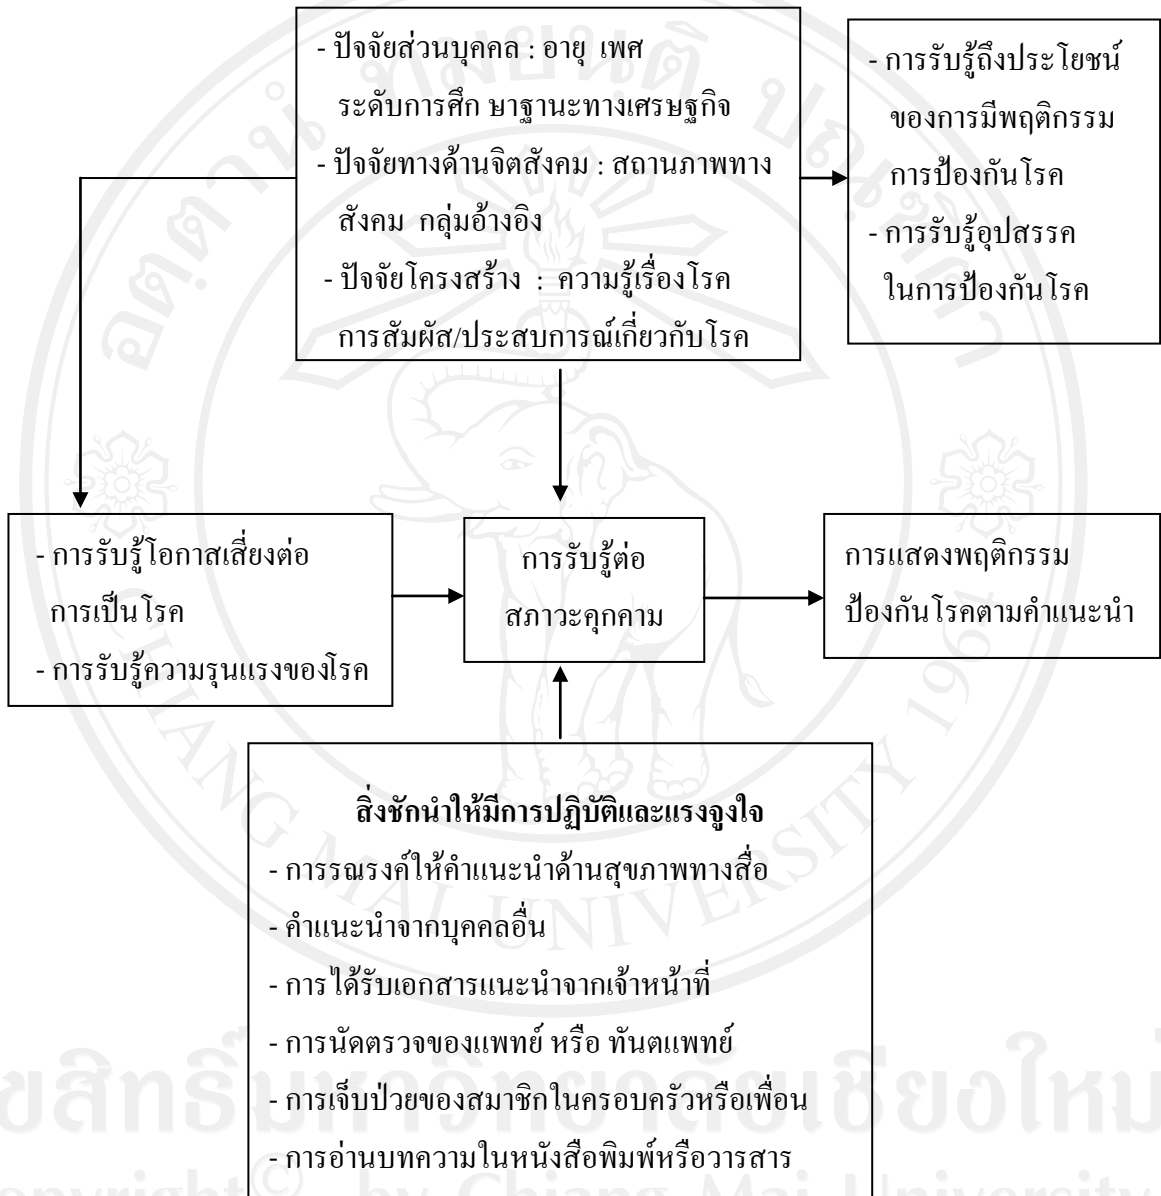 - ปัจจัยส่วนบุคคล : อายุ เพศ
ระดับการศึก ษาฐานะทางเศรษฐกิจ
- ปัจจัยทางด้านจิตสังคม : สถานภาพทาง
สังคม กลุ่มอ้างอิง
- ปัจจัยโครงสร้าง : ความรู้เรื่องโรค
การสัมผัส/ประสบการณ์เกี่ยวกับโรค
- การรับรู้ถึงประโยชน์
ของการมีพฤติกรรม
การป้องกันโรค
- การรับรู้อุปสรรค
ในการป้องกันโรค
- การรับรู้โอกาสเสี่ยงต่อ
การเป็นโรค
- การรับรู้ความรุนแรงของโรค
การรับรู้ต่อ
สภาวะคุกคาม
การแสดงพฤติกรรม
ป้องกันโรคตามคำแนะนำ
สิ่งชักนำให้มีการปฏิบัติและแรงจูงใจ
- การรณรงค์ให้คำแนะนำด้านสุขภาพทางสื่อ
- คำแนะนำจากบุคคลอื่น
- การได้รับเอกสารแนะนำจากเจ้าหน้าที่
- การนัดตรวจของแพทย์ หรือ ทันตแพทย์
- การเจ็บป่วยของสมาชิกในครอบครัวหรือเพื่อน
- การอ่านบทความในหนังสือพิมพ์หรือวารสาร
CHIANG MAI UNIVERSITY 1964
by Chiang Mai University